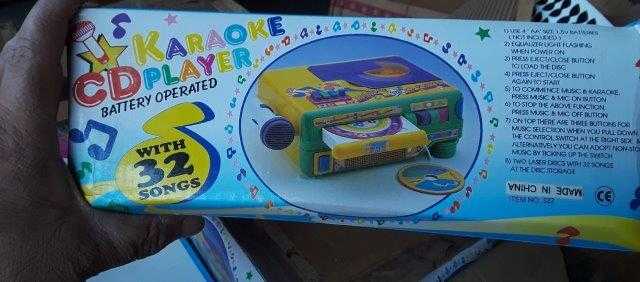 KARAOKE
CD PLAYER
BATTERY OPERATED
WITH
32
SONGS
1) USE 4 "AA" SIZE, 1.5V BATTERIES
( NOT INCLUDED )
2) EQUALIZER LIGHT FLASHING
WHEN POWER ON
3) PRESS EJECT/CLOSE BUTTON
TO LOAD THE DISC
4) PRESS EJECT/CLOSE BUTTON
AGAIN TO START
5) TO COMMENCE MUSIC & KARAOKE,
PRESS MUSIC & MIC ON BUTTON
6) TO STOP THE ABOVE FUNCTION,
PRESS MUSIC & MIC OFF BUTTON
7) ON TOP THERE ARE THREE BUTTONS FOR
MUSIC SELECTION WHEN YOU PULL DOWN
THE CONTROL SWITCH AT THE RIGHT SIDE.
ALTERNATIVELY YOU CAN ADOPT NON-STO
MUSIC BY TICKING UP THE SWITCH
8) TWO LASER DISCS WITH 32 SONGS
AT THE DISC STORAGE
MADE IN CHINA
CE
ITEM NO.